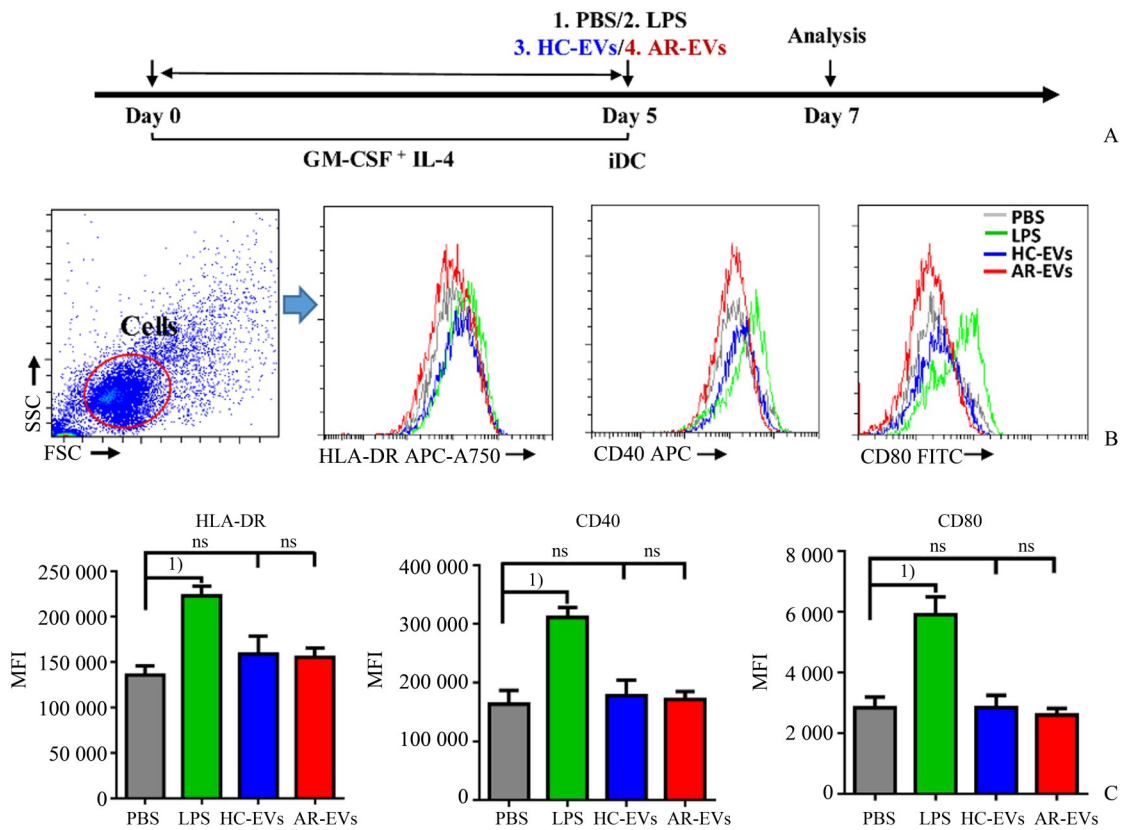 1. PBS/2. LPS
3. HC-EVs/4. AR-EVs
Analysis
Day 0
Day 5
Day 7
GM-CSF + IL-4
iDC
A
Cells
SSC
FSC
HLA-DR APC-A750
CD40 APC
CD80 FITC
PBS
LPS
HC-EVs
AR-EVs
B
HLA-DR
ns
ns
1)
250 000
200 000
150 000
100 000
50 000
0
MFI
PBS LPS HC-EVs AR-EVs
CD40
ns
ns
1)
400 000
300 000
200 000
100 000
0
MFI
PBS LPS HC-EVs AR-EVs
CD80
ns
ns
1)
8 000
6 000
4 000
2 000
0
MFI
PBS LPS HC-EVs AR-EVs
C